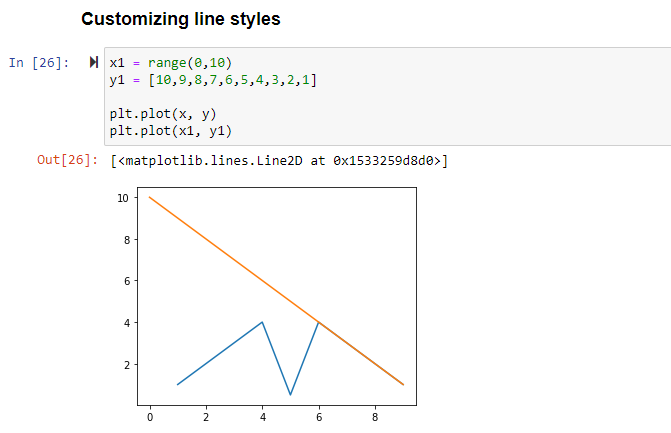 Customizing line styles
In [26]:
x1 = range(0,10)
y1 = [10,9,8,7,6,5,4,3,2,1]
plt.plot(x, y)
plt.plot(x1, y1)
Out[26]: [<matplotlib.lines.Line2D at 0x1533259d8d0>]
10
8
6
4
2
0 2 4 6 8